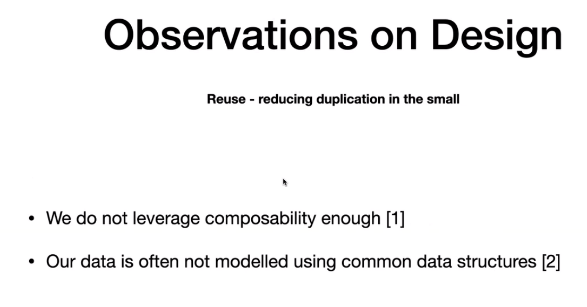 Observations on Design
Reuse - reducing duplication in the small
• We do not leverage composability enough [1]
• Our data is often not modelled using common data structures [2]